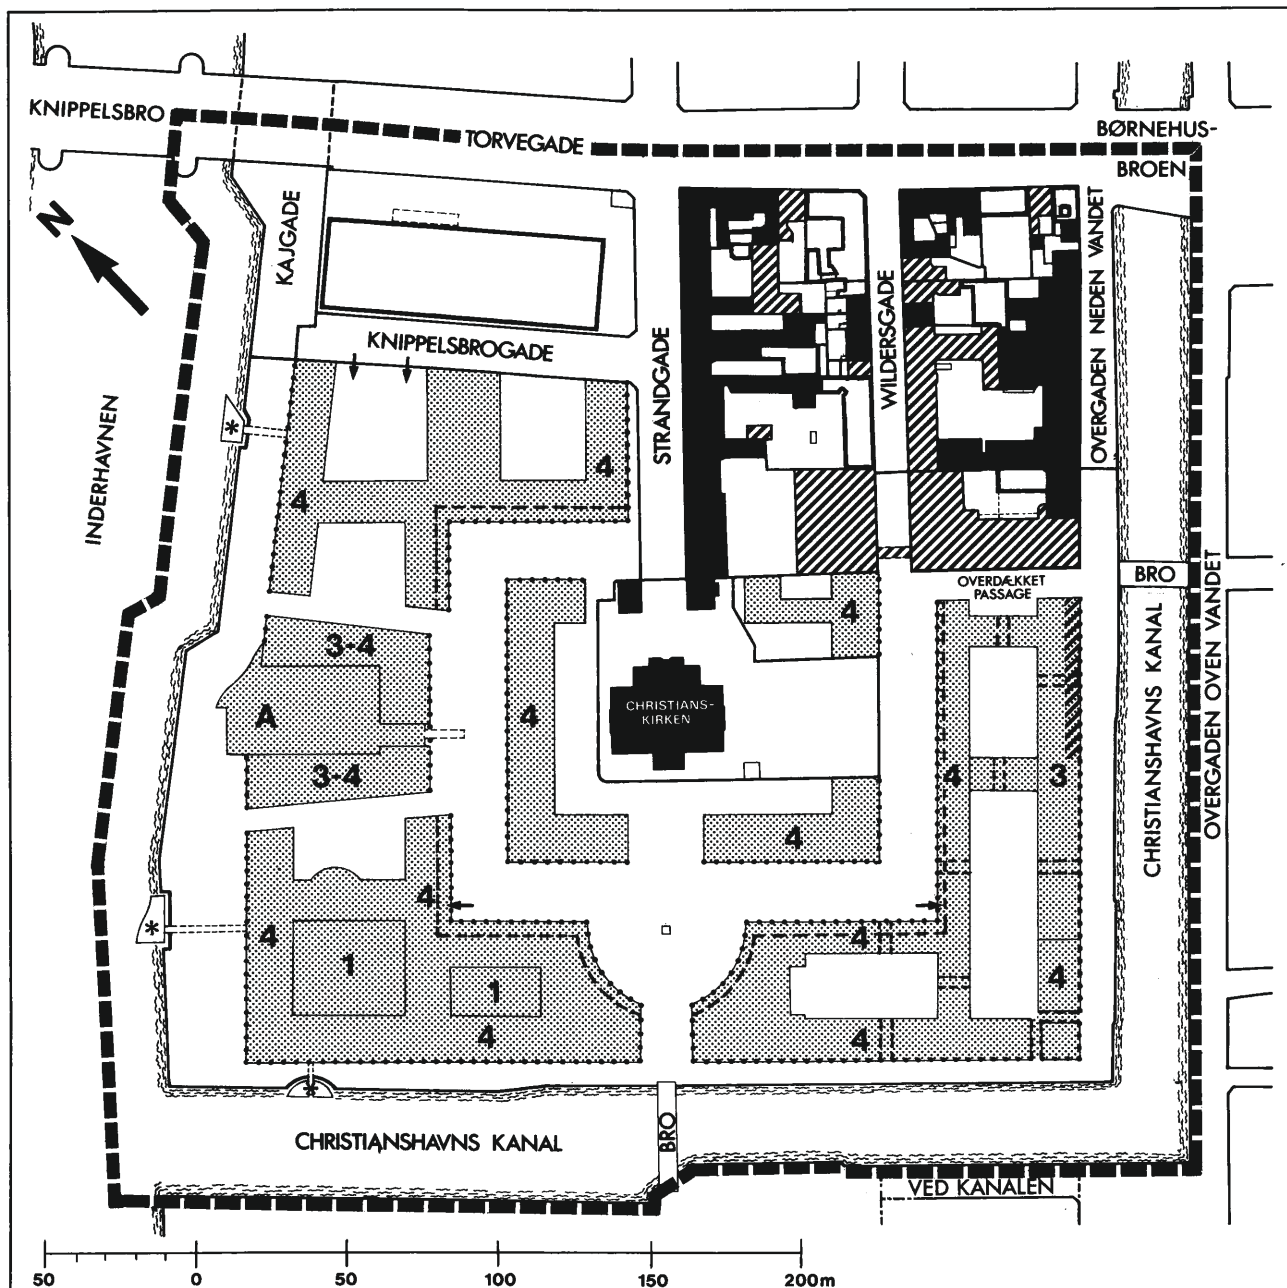 KNIPPELSBRO
TORVEGADE
BØRNEHUS-
BROEN
N
KAJGADE
KNIPPELSBROGADE
STRANDGADE
WILDERSGADE
OVERGADEN NEDEN VANDET
INDERHAVNEN
*
4
4
BRO
OVERDÆKKET
PASSAGE
3-4
4
A
4
CHRISTIANS-
KIRKEN
3-4
4
3
4
CHRISTIANSHAVNS KANAL
OVERGADEN OVEN VANDET
4
*
4
1
1
4
4
4
4
*
CHRISTIANSHAVNS KANAL
BRO
VED KANALEN
50 0 50 100 150 200m